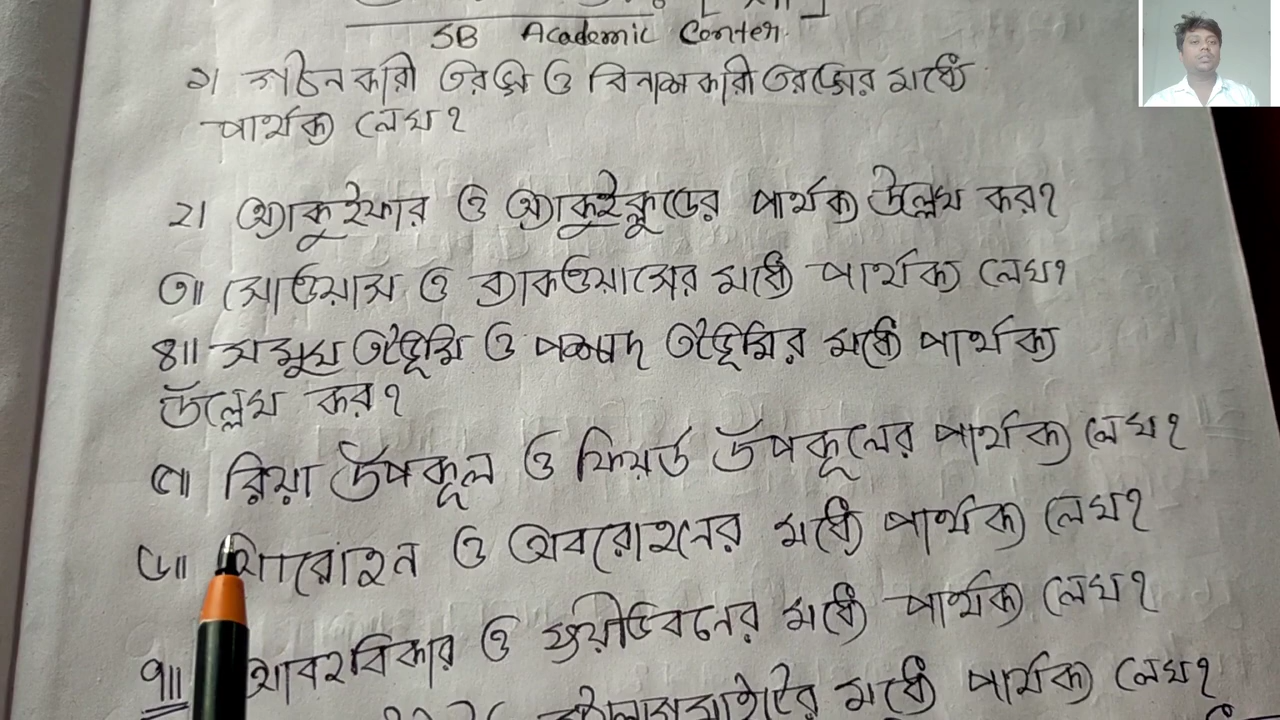 SB Academic Center.
১। গঠনকারী তরঙ্গ ও বিনাশকারী তরঙ্গের মধ্যে
পার্থক্য লেখ?
২। অ্যাকুইফার ও অ্যাকুইক্লুডের পার্থক্য উল্লেখ কর?
৩॥ সোওয়াস ও ব্যাকওয়াসের মধ্যে পার্থক্য লেখ?
৪॥ সম্মুখ তটভূমি ও পশ্চাদ তটভূমির মধ্যে পার্থক্য
উল্লেখ কর?
৫॥ রিয়া উপকূল ও ফিয়র্ড উপকূলের পার্থক্য লেখ?
৬॥ আরোহন ও অবরোহনের মধ্যে পার্থক্য লেখ?
৭॥ আবহবিকার ও ক্ষয়ীভবনের মধ্যে পার্থক্য লেখ?
মধ্যে পার্থক্য লেখ?